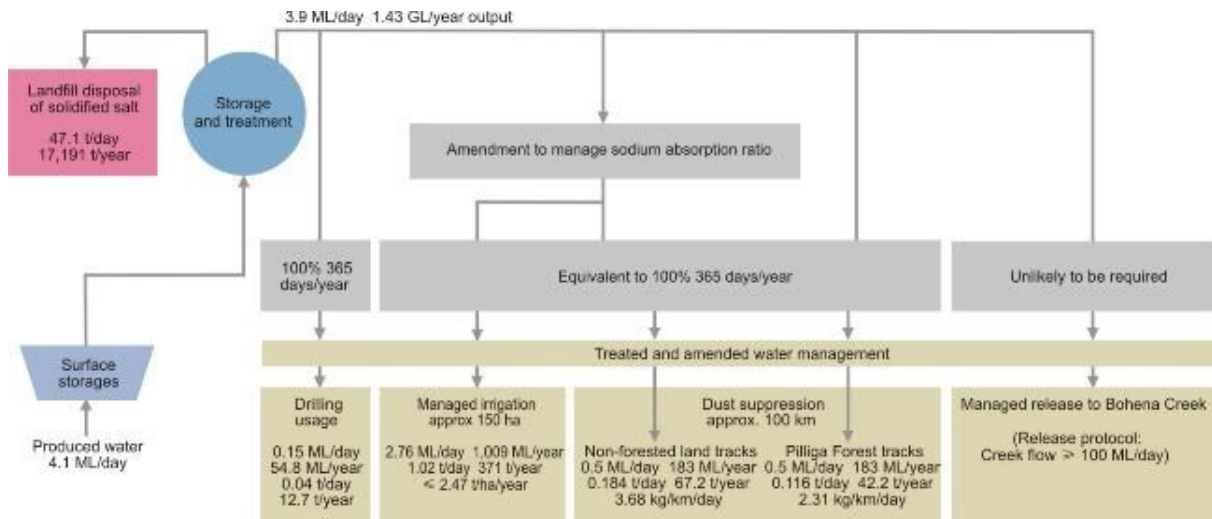 3.9 ML/day 1.43 GL/year output
Landfill disposal
of solidified salt
47.1 t/day
17,191 t/year
Storage
and treatment
Amendment to manage sodium absorption ratio
100% 365
days/year
Equivalent to 100% 365 days/year
Unlikely to be required
Surface
storages
Produced water
4.1 ML/day
Treated and amended water management
Drilling
usage
0.15 ML/day
54.8 ML/year
0.04 t/day
12.7 t/year
Managed irrigation
approx 150 ha
2.76 ML/day 1,009 ML/year
1.02 t/day 371 t/year
⩽ 2.47 t/ha/year
Dust suppression
approx. 100 km
Non-forested land tracks
0.5 ML/day 183 ML/year
0.184 t/day 67.2 t/year
3.68 kg/km/day
Pilliga Forest tracks
0.5 ML/day 183 ML/year
0.116 t/day 42.2 t/year
2.31 kg/km/day
Managed release to Bohena Creek
(Release protocol:
Creek flow ⩾ 100 ML/day)